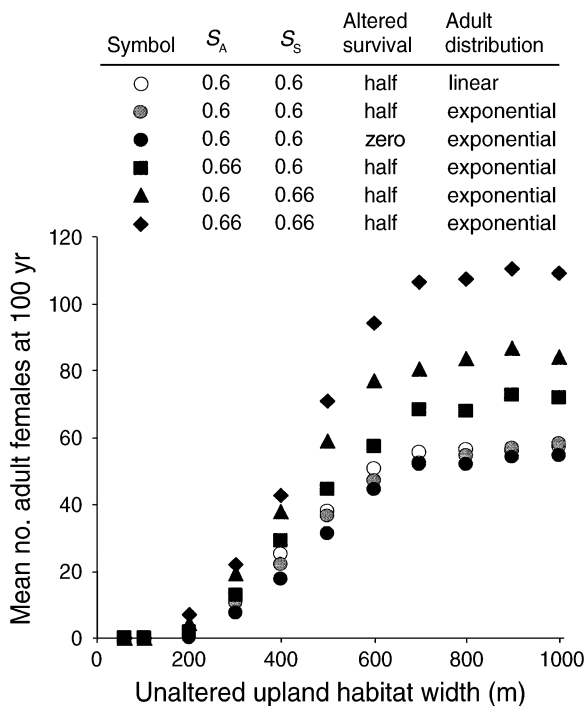 Symbol SA SS Altered survival Adult distribution
0.6 0.6 half linear
0.6 0.6 half exponential
0.6 0.6 zero exponential
0.66 0.6 half exponential
0.6 0.66 half exponential
0.66 0.66 half exponential
120
100
80
60
40
20
0
Mean no. adult females at 100 yr
0 200 400 600 800 1000
Unaltered upland habitat width (m)